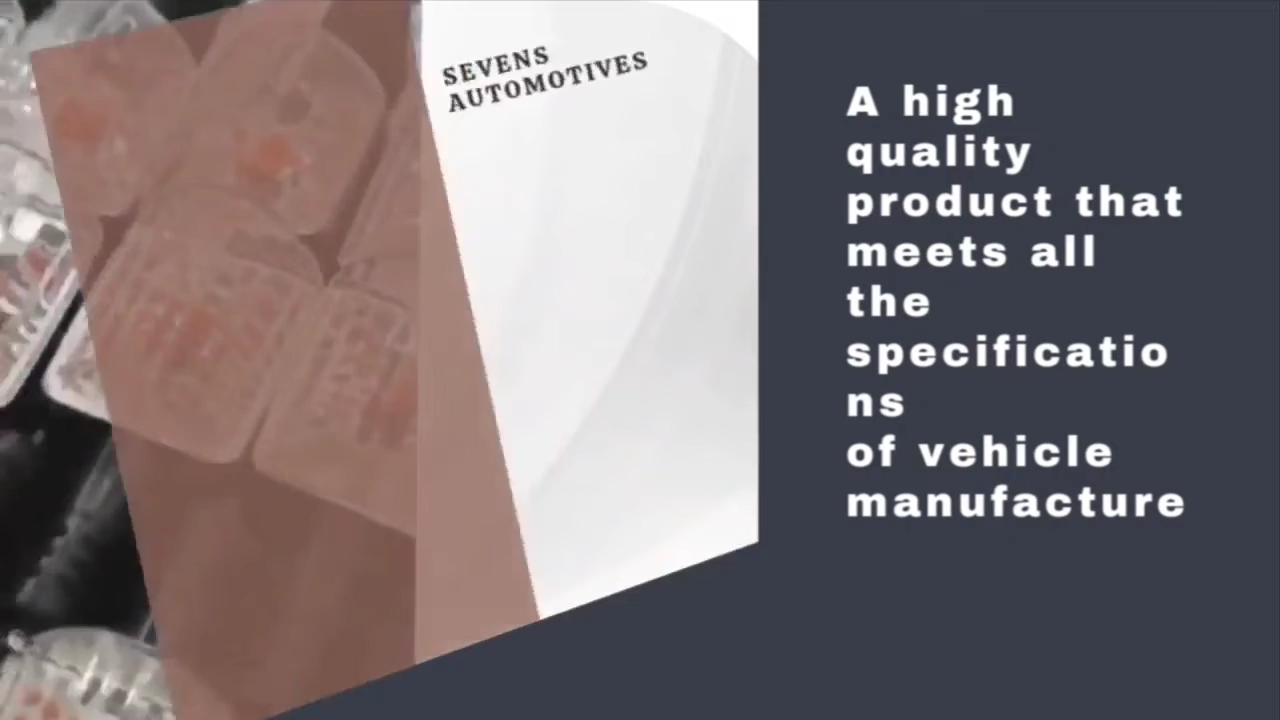 SEVENS
AUTOMOTIVES
A high
quality
product that
meets all
the
specificatio
ns
of vehicle
manufacture